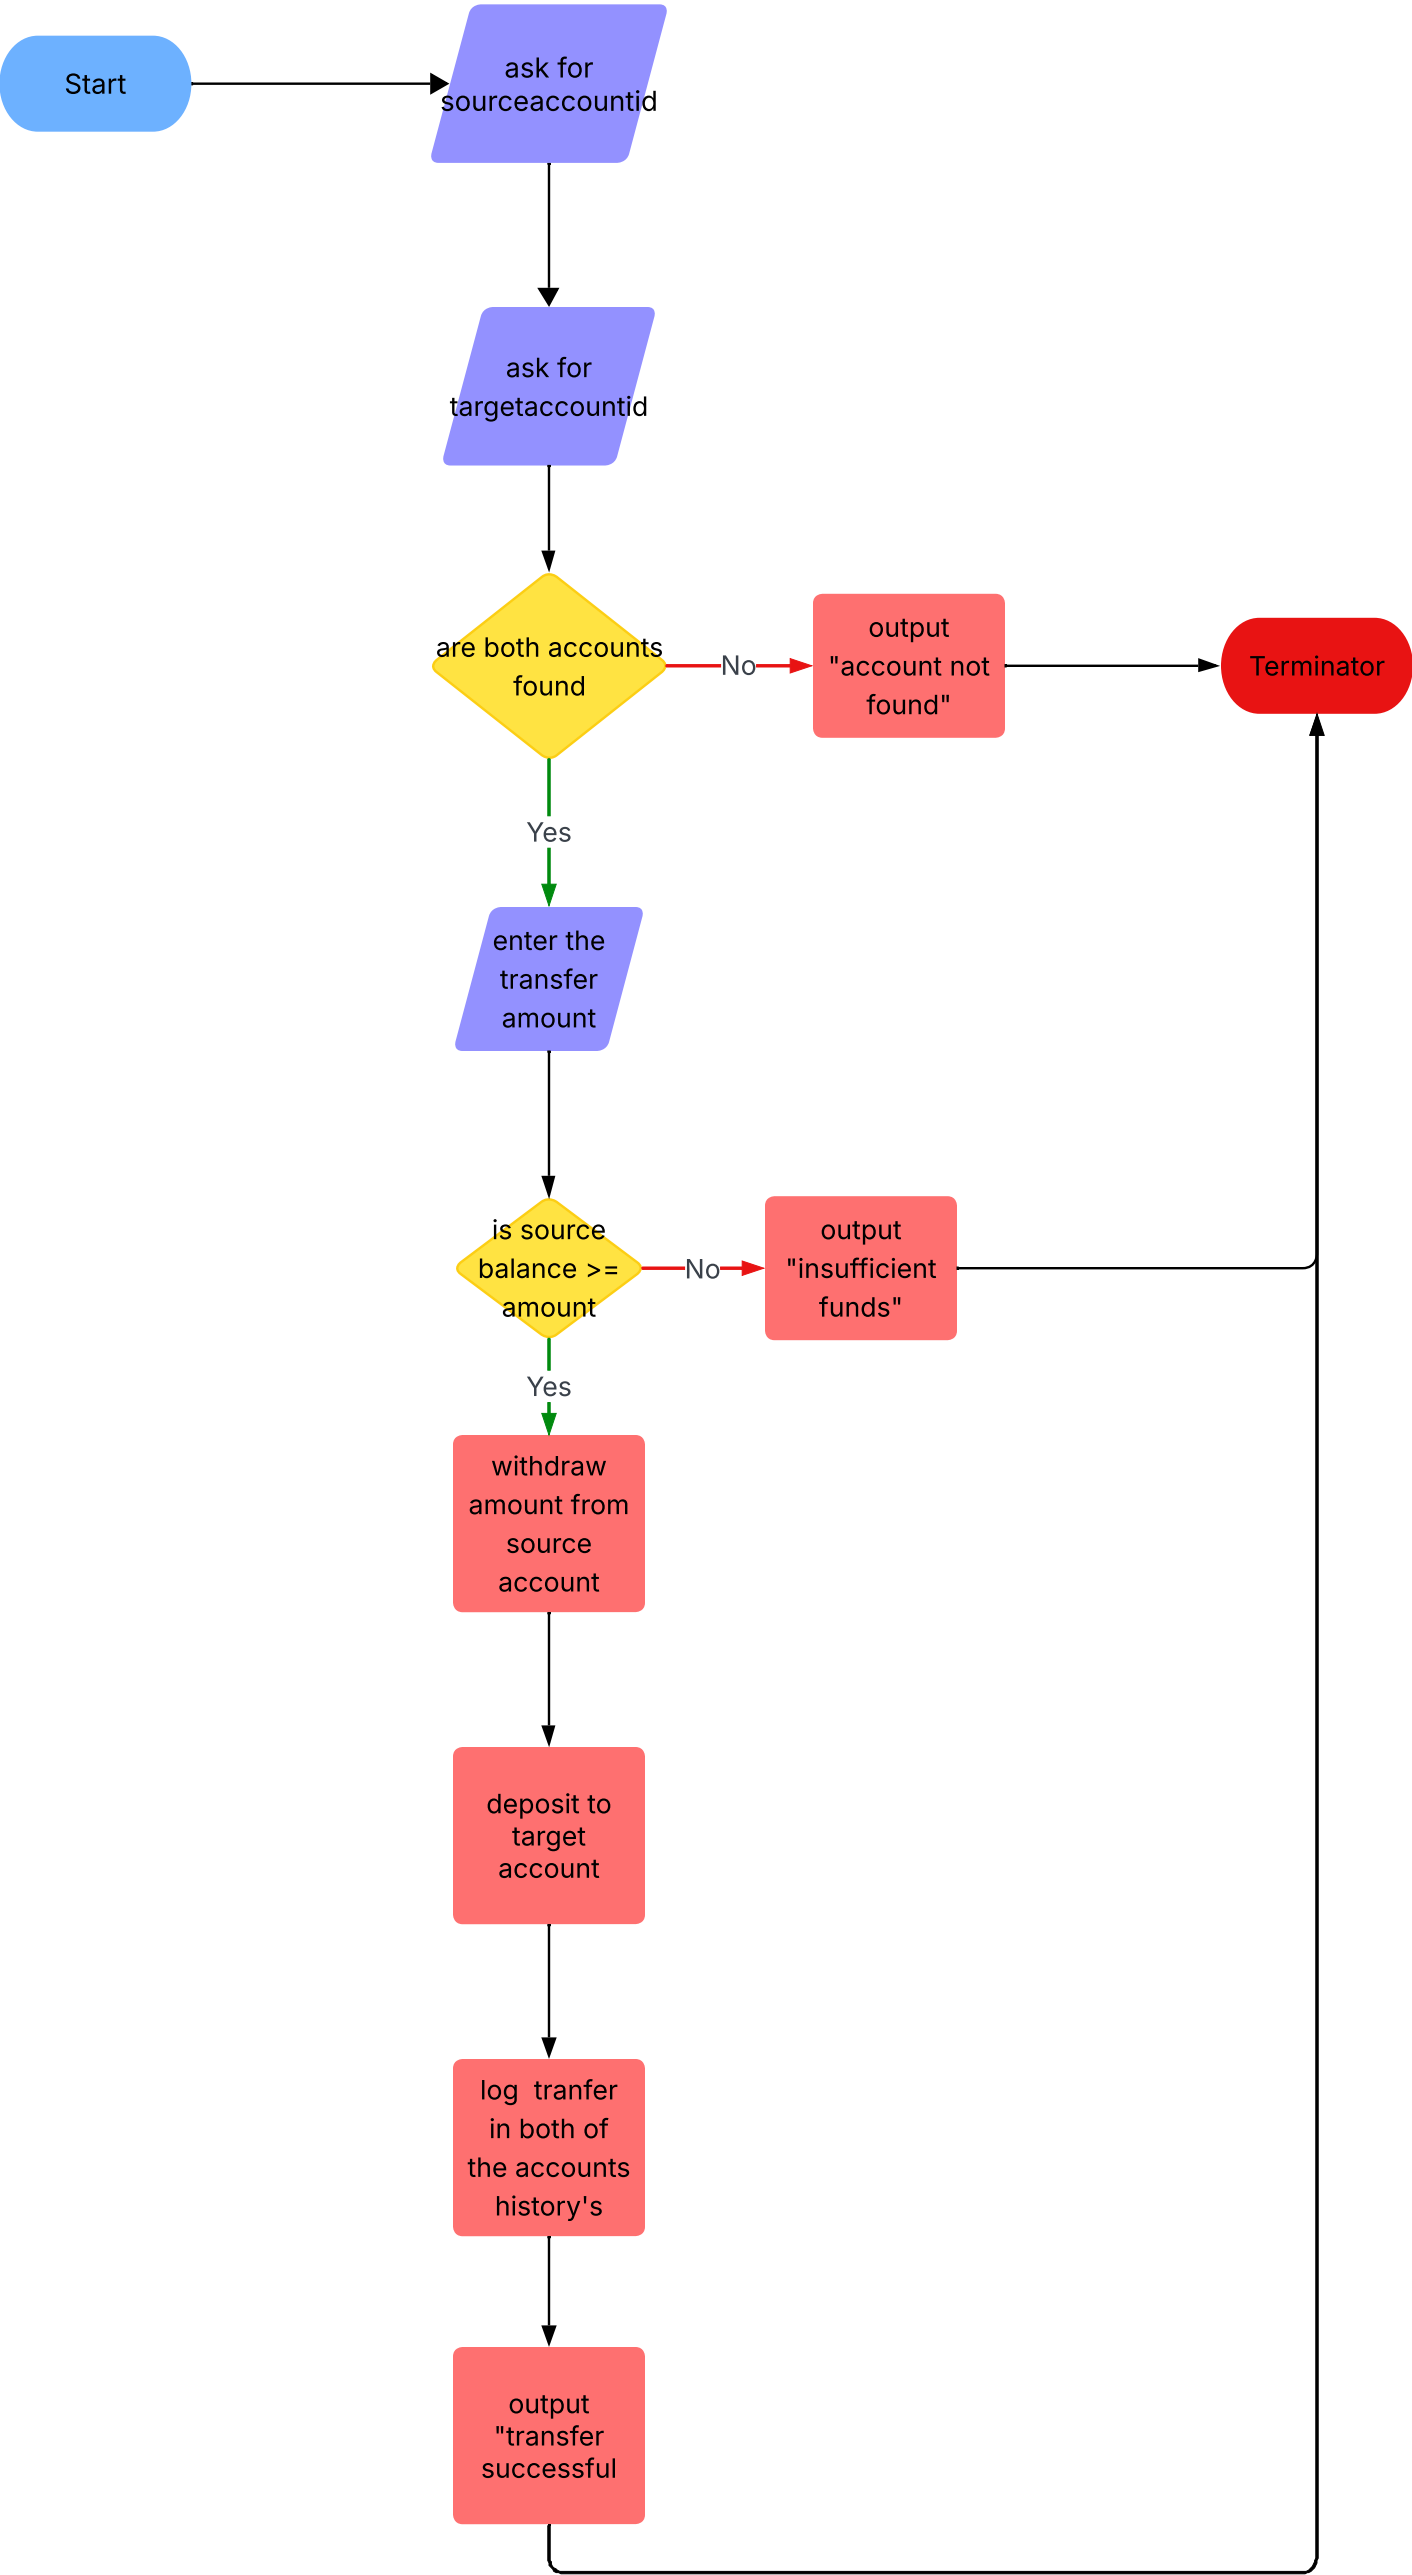 Start
ask for
sourceaccountid
ask for
targetaccountid
are both accounts
found
No
output
"account not
found"
Terminator
Yes
enter the
transfer
amount
is source
balance >=
amount
No
output
"insufficient
funds"
Yes
withdraw
amount from
source
account
deposit to
target
account
log  tranfer
in both of
the accounts
history's
output
"transfer
successful